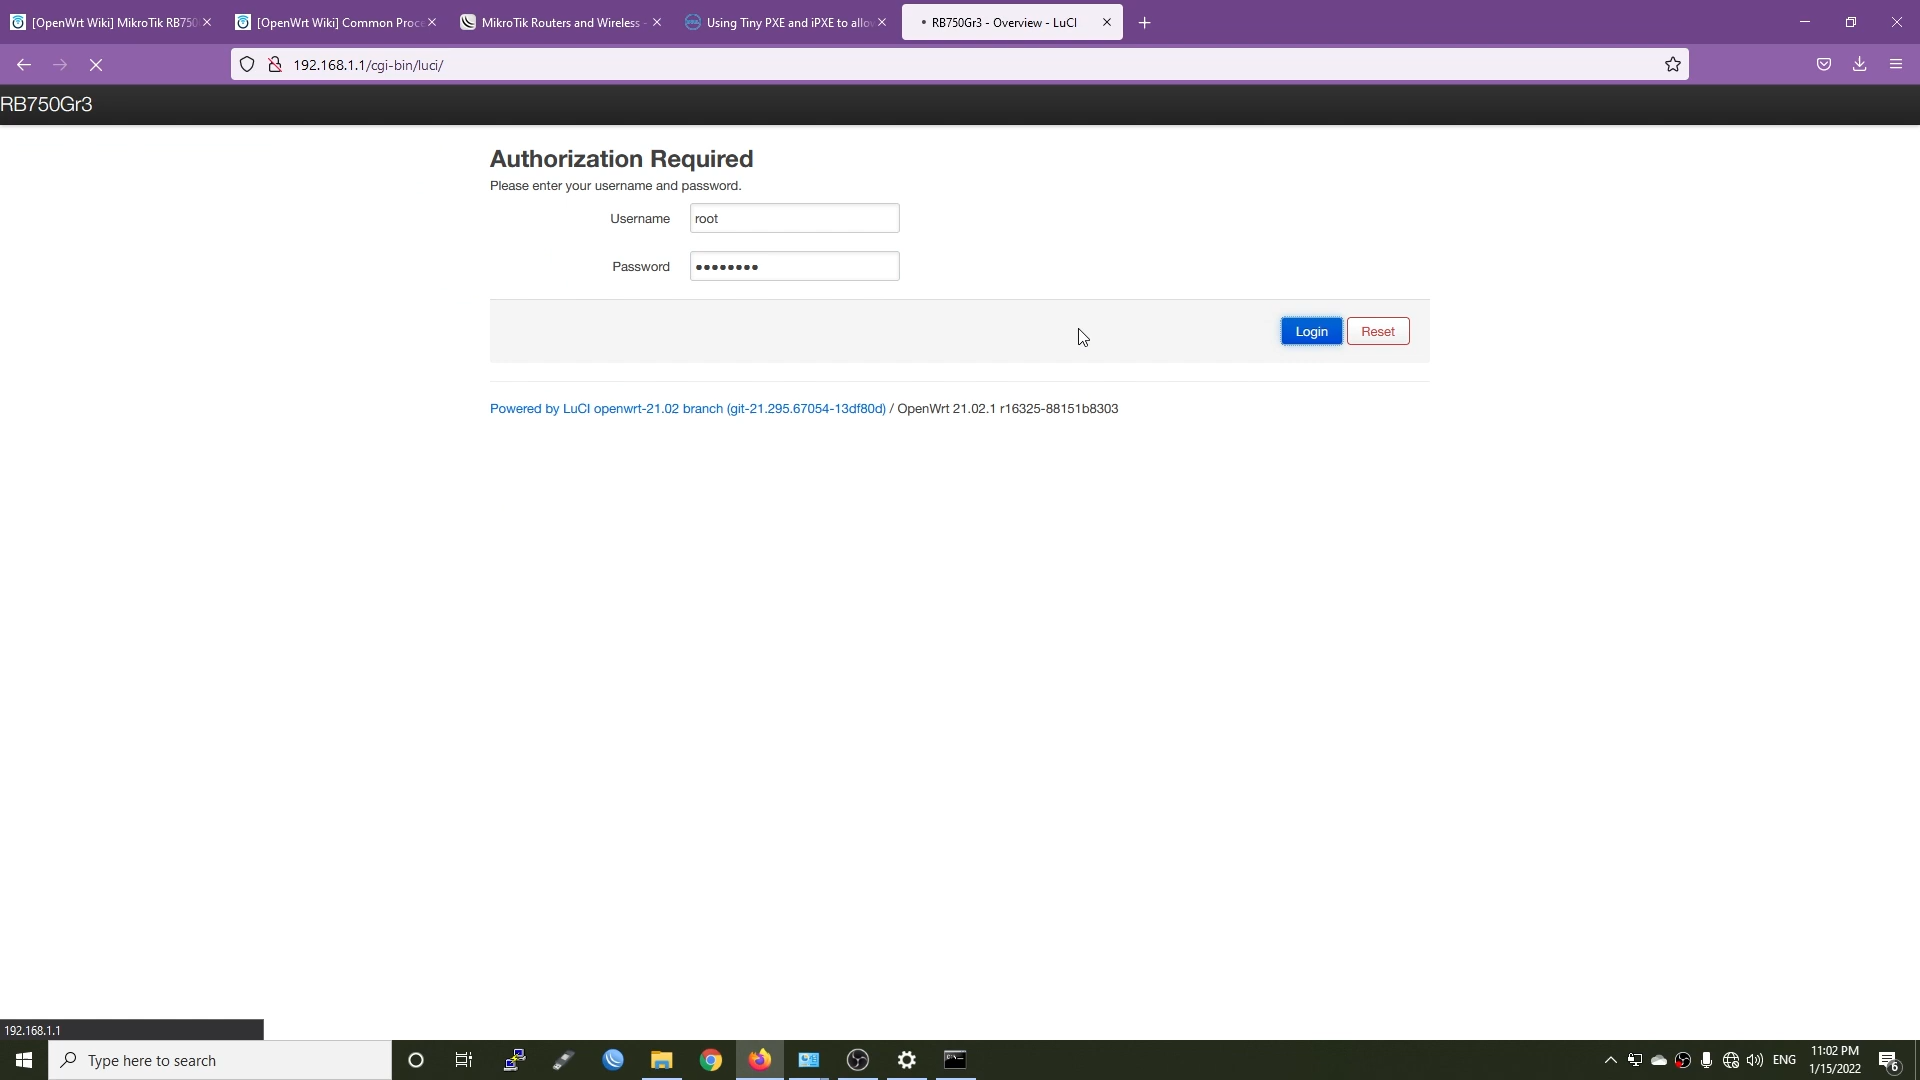 [OpenWrt Wiki] MikroTik RB750
[OpenWrt Wiki] Common Proce
MikroTik Routers and Wireless -
Using Tiny PXE and iPXE to allow
• RB750Gr3 - Overview - LuCI
192.168.1.1/cgi-bin/luci/
RB750Gr3
Authorization Required
Please enter your username and password.
Username root
Password ••••••••
Login Reset
Powered by LuCI openwrt-21.02 branch (git-21.295.67054-13df80d) / OpenWrt 21.02.1 r16325-88151b8303
192.168.1.1
Type here to search
ENG
11:02 PM
1/15/2022
6